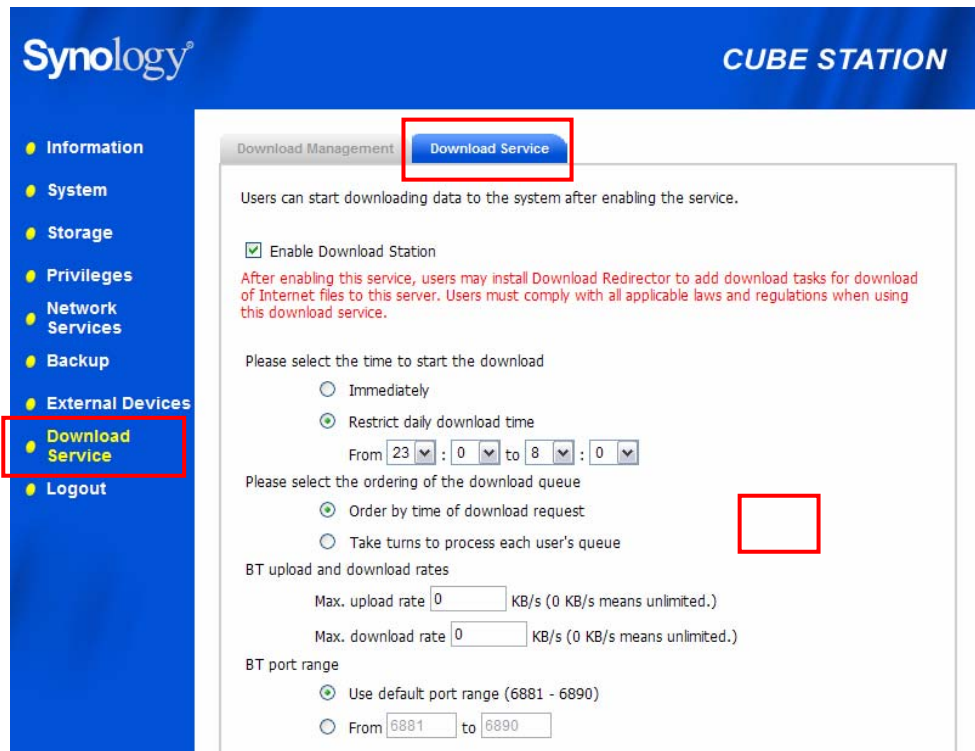 Synology®
CUBE STATION
Information
System
Storage
Privileges
Network
Services
Backup
External Devices
Download
Service
Logout
Download Management
Download Service
Users can start downloading data to the system after enabling the service.
Enable Download Station
After enabling this service, users may install Download Redirector to add download tasks for download
of Internet files to this server. Users must comply with all applicable laws and regulations when using
this download service.
Please select the time to start the download
Immediately
Restrict daily download time
From 23 : 0 to 8 : 0
Please select the ordering of the download queue
Order by time of download request
Take turns to process each user's queue
BT upload and download rates
Max. upload rate 0 KB/s (0 KB/s means unlimited.)
Max. download rate 0 KB/s (0 KB/s means unlimited.)
BT port range
Use default port range (6881 - 6890)
From 6881 to 6890